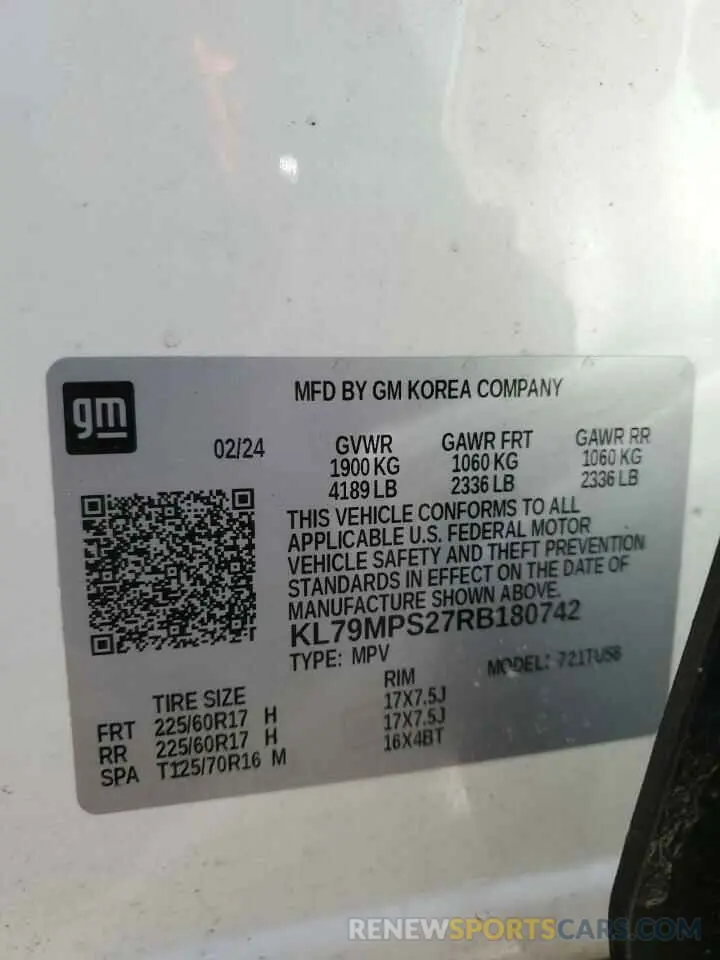 gm
MFD BY GM KOREA COMPANY
02/24
GVWR GAWR FRT GAWR RR
1900 KG 1060 KG 1060 KG
4189 LB 2336 LB 2336 LB
THIS VEHICLE CONFORMS TO ALL
APPLICABLE U.S. FEDERAL MOTOR
VEHICLE SAFETY AND THEFT PREVENTION
STANDARDS IN EFFECT ON THE DATE OF
MANUFACTURE SHOWN ABOVE.
KL79MPS27RB180742
TYPE: MPV MODEL:
TIRE SIZE RIM
FRT 225/60R17 H 17X7.5J
RR 225/60R17 H 17X7.5J
SPA T125/70R16 M 16X4BT
RENEWSPORTSCARS.COM